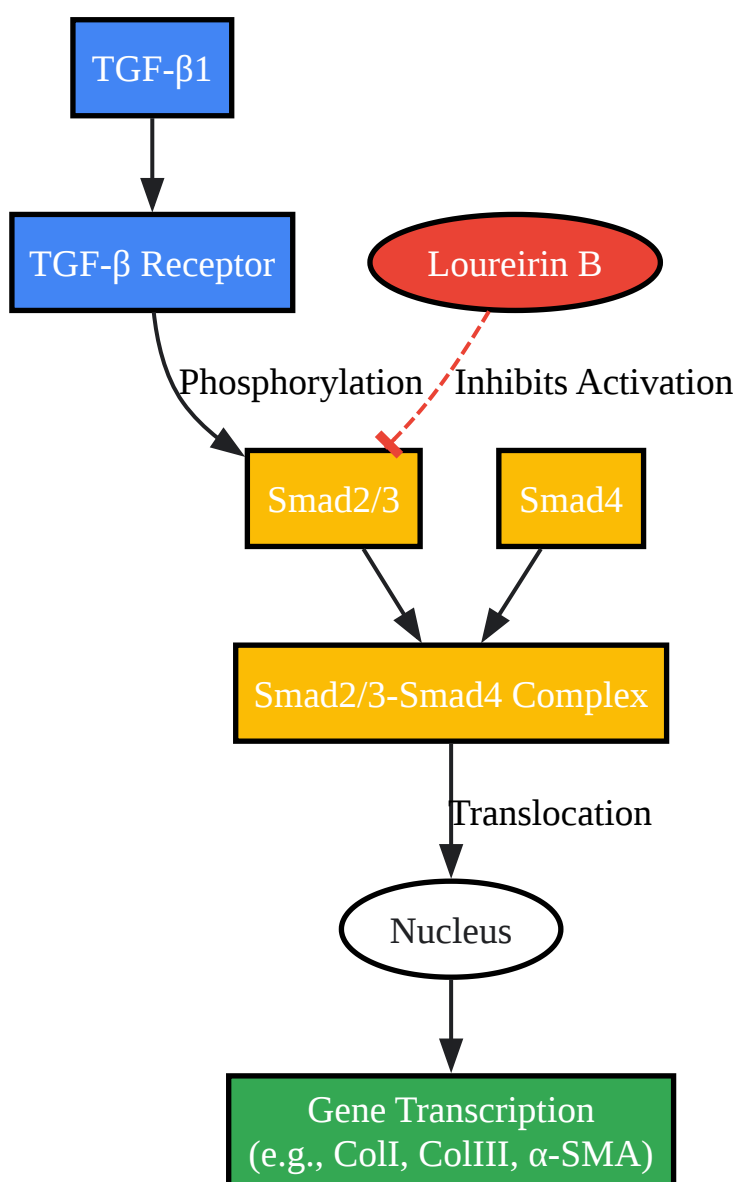 TGF-β1
TGF-β Receptor
Loureirin B
Phosphorylation
Inhibits Activation
Smad2/3
Smad4
Smad2/3-Smad4 Complex
Translocation
Nucleus
Gene Transcription
(e.g., ColI, ColIII, α-SMA)